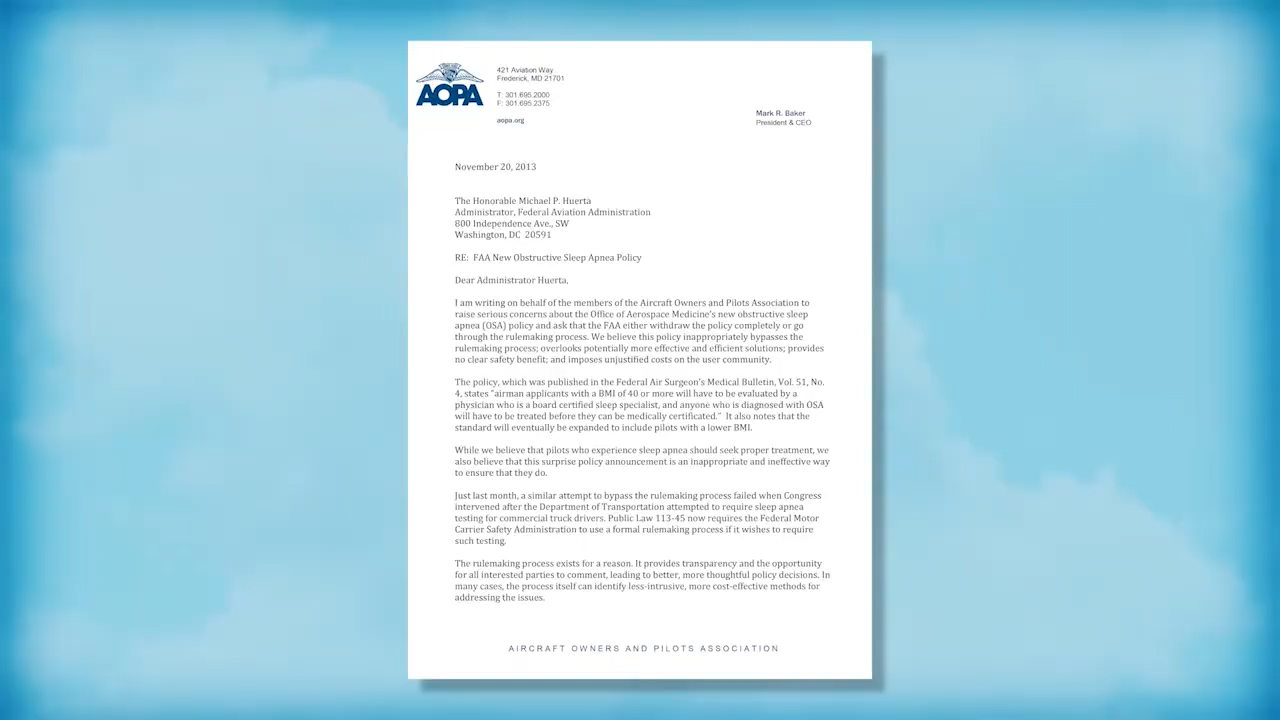 AOPA
421 Aviation Way
Frederick, MD 21701
T: 301.695.2000
F: 301.695.2375
aopa.org
Mark R. Baker
President & CEO
November 20, 2013
The Honorable Michael P. Huerta
Administrator, Federal Aviation Administration
800 Independence Ave., SW
Washington, DC 20591
RE: FAA New Obstructive Sleep Apnea Policy
Dear Administrator Huerta,
I am writing on behalf of the members of the Aircraft Owners and Pilots Association to
raise serious concerns about the Office of Aerospace Medicine's new obstructive sleep
apnea (OSA) policy and ask that the FAA either withdraw the policy completely or go
through the rulemaking process. We believe this policy inappropriately bypasses the
rulemaking process; overlooks potentially more effective and efficient solutions; provides
no clear safety benefit; and imposes unjustified costs on the user community.
The policy, which was published in the Federal Air Surgeon's Medical Bulletin, Vol. 51, No.
4, states "airman applicants with a BMI of 40 or more will have to be evaluated by a
physician who is a board certified sleep specialist, and anyone who is diagnosed with OSA
will have to be treated before they can be medically certificated." It also notes that the
standard will eventually be expanded to include pilots with a lower BMI.
While we believe that pilots who experience sleep apnea should seek proper treatment, we
also believe that this surprise policy announcement is an inappropriate and ineffective way
to ensure that they do.
Just last month, a similar attempt to bypass the rulemaking process failed when Congress
intervened after the Department of Transportation attempted to require sleep apnea
testing for commercial truck drivers. Public Law 113-45 now requires the Federal Motor
Carrier Safety Administration to use a formal rulemaking process if it wishes to require
such testing.
The rulemaking process exists for a reason. It provides transparency and the opportunity
for all interested parties to comment, leading to better, more thoughtful policy decisions. In
many cases, the process itself can identify less-intrusive, more cost-effective methods for
addressing the issues.
AIRCRAFT OWNERS AND PILOTS ASSOCIATION